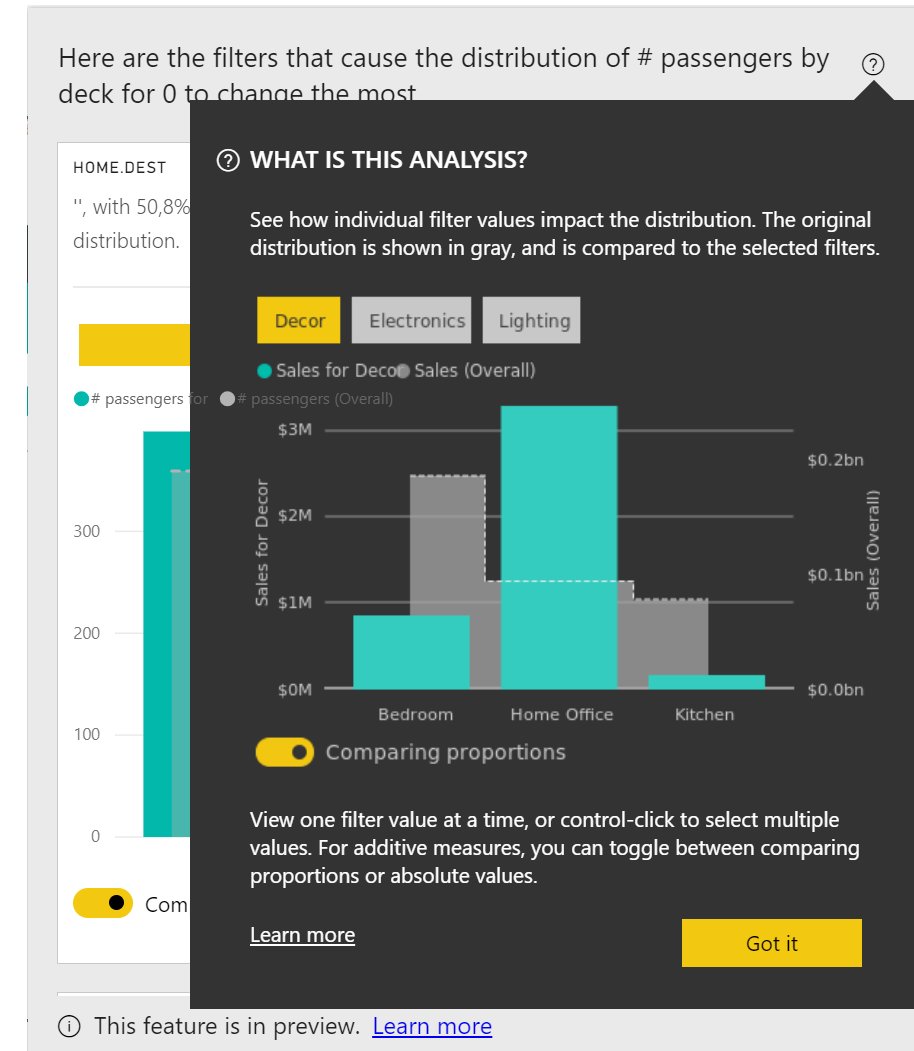 Here are the filters that cause the distribution of # passengers by
deck for 0 to change the most
?
HOME.DEST
'', with 50,8%
distribution.
# passengers for
# passengers (Overall)
300
200
100
0
Com
? WHAT IS THIS ANALYSIS?
See how individual filter values impact the distribution. The original
distribution is shown in gray, and is compared to the selected filters.
Decor
Electronics
Lighting
Sales for Decor
Sales (Overall)
Sales for Decor
$3M
$2M
$1M
$0M
$0.2bn
$0.1bn
$0.0bn
Sales (Overall)
Bedroom
Home Office
Kitchen
Comparing proportions
View one filter value at a time, or control-click to select multiple
values. For additive measures, you can toggle between comparing
proportions or absolute values.
Learn more
Got it
This feature is in preview. Learn more